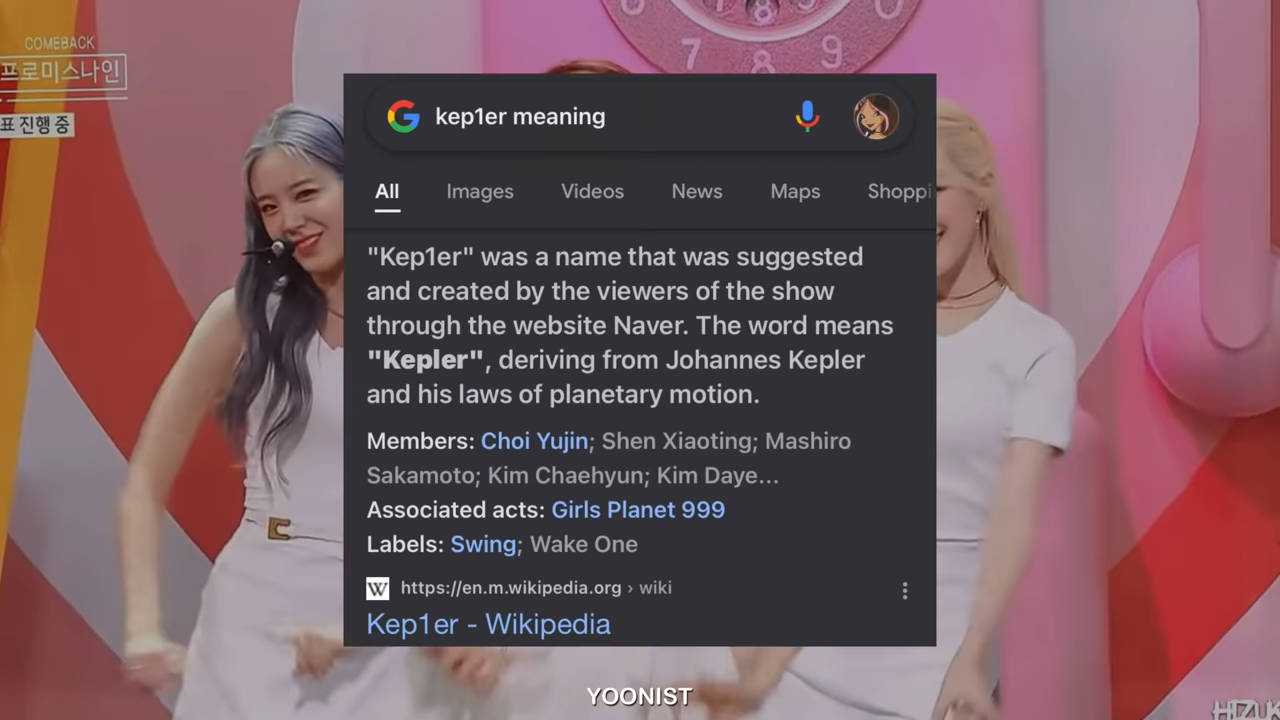 COMEBACK
프로미스나인
표 진행 중
6 7 8 9
kep1er meaning
All Images Videos News Maps Shoppi
"Kep1er" was a name that was suggested
and created by the viewers of the show
through the website Naver. The word means
"Kepler", deriving from Johannes Kepler
and his laws of planetary motion.
Members: Choi Yujin; Shen Xiaoting; Mashiro
Sakamoto; Kim Chaehyun; Kim Daye...
Associated acts: Girls Planet 999
Labels: Swing; Wake One
W https://en.m.wikipedia.org › wiki
Kep1er - Wikipedia
YOONIST